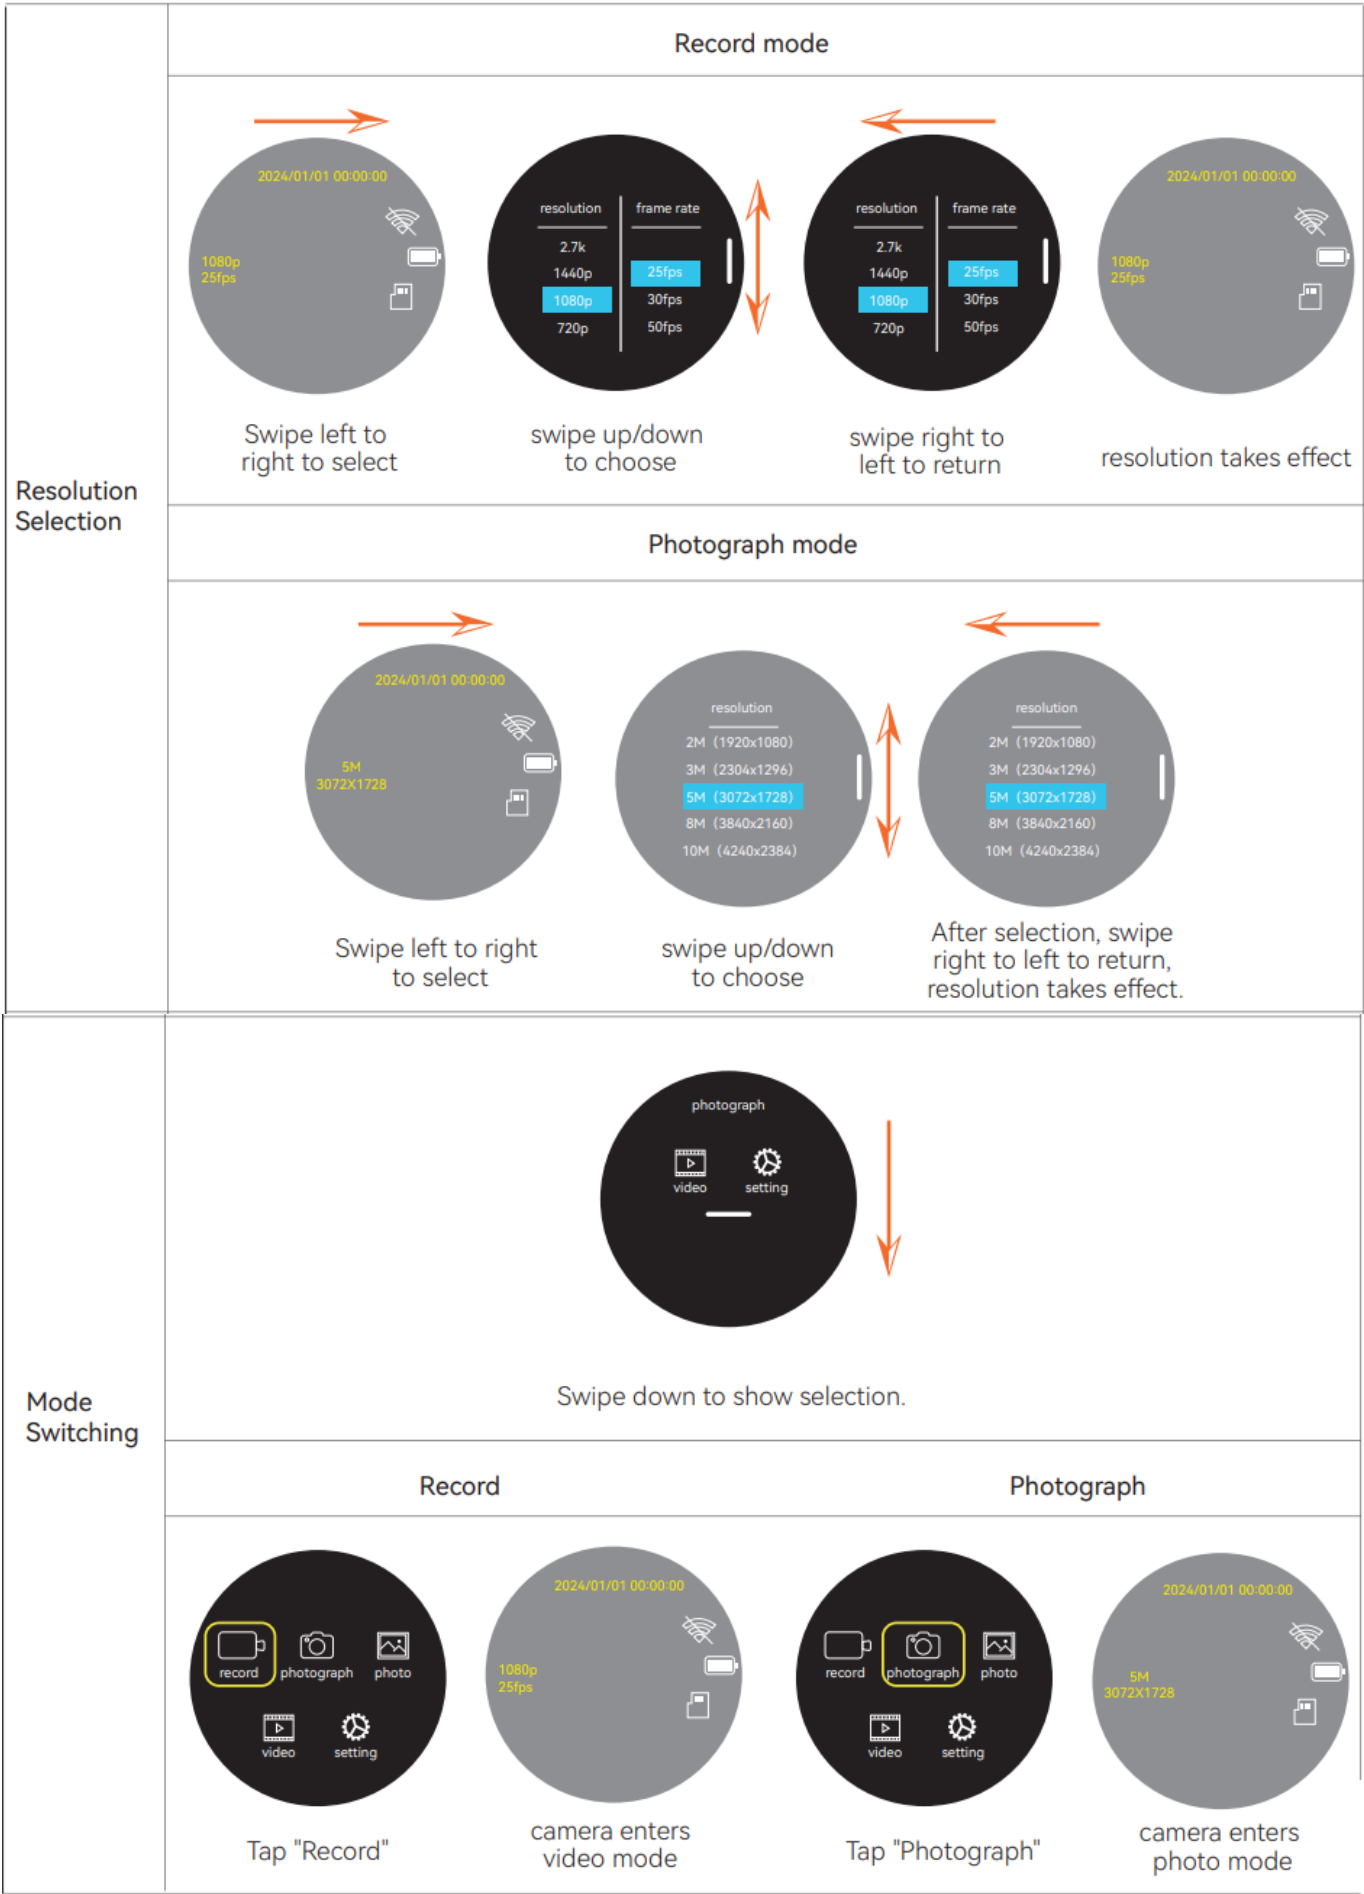 Record mode
2024/01/01 00:00:00
1080p
25fps
resolution frame rate
2.7k
1440p 25fps
1080p 30fps
720p 50fps
resolution frame rate
2.7k
1440p 25fps
1080p 30fps
720p 50fps
2024/01/01 00:00:00
1080p
25fps
Swipe left to
right to select
swipe up/down
to choose
swipe right to
left to return
resolution takes effect
Resolution
Selection
Photograph mode
2024/01/01 00:00:00
5M
3072X1728
resolution
2M (1920x1080)
3M (2304x1296)
5M (3072x1728)
8M (3840x2160)
10M (4240x2384)
resolution
2M (1920x1080)
3M (2304x1296)
5M (3072x1728)
8M (3840x2160)
10M (4240x2384)
Swipe left to right
to select
swipe up/down
to choose
After selection, swipe
right to left to return,
resolution takes effect.
photograph
video setting
Swipe down to show selection.
Mode
Switching
Record
Photograph
record photograph photo
video setting
2024/01/01 00:00:00
1080p
25fps
record photograph photo
video setting
2024/01/01 00:00:00
5M
3072X1728
Tap "Record"
camera enters
video mode
Tap "Photograph"
camera enters
photo mode